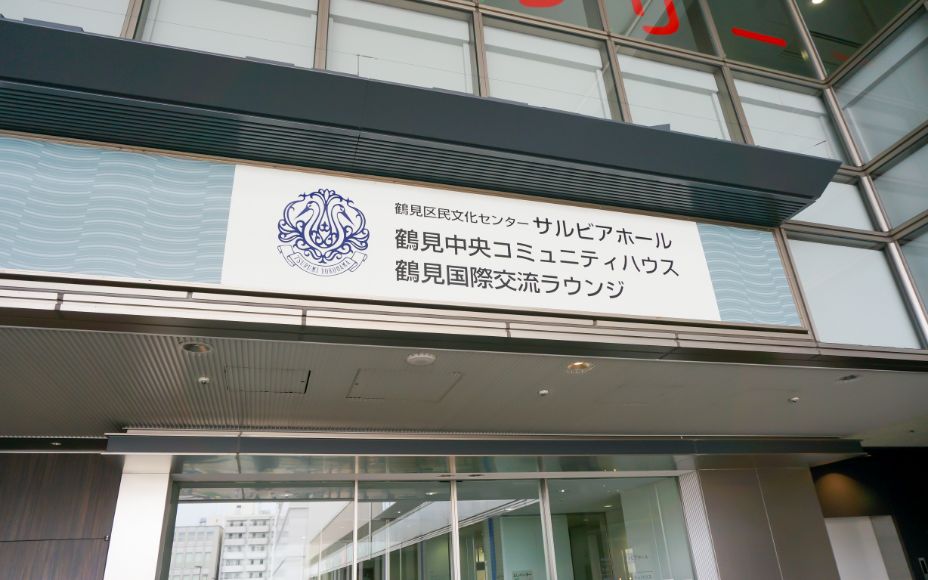 鶴見区民文化センター サルビアホール
鶴見中央コミュニティハウス
鶴見国際交流ラウンジ
TSURUMI YOKOHAMA